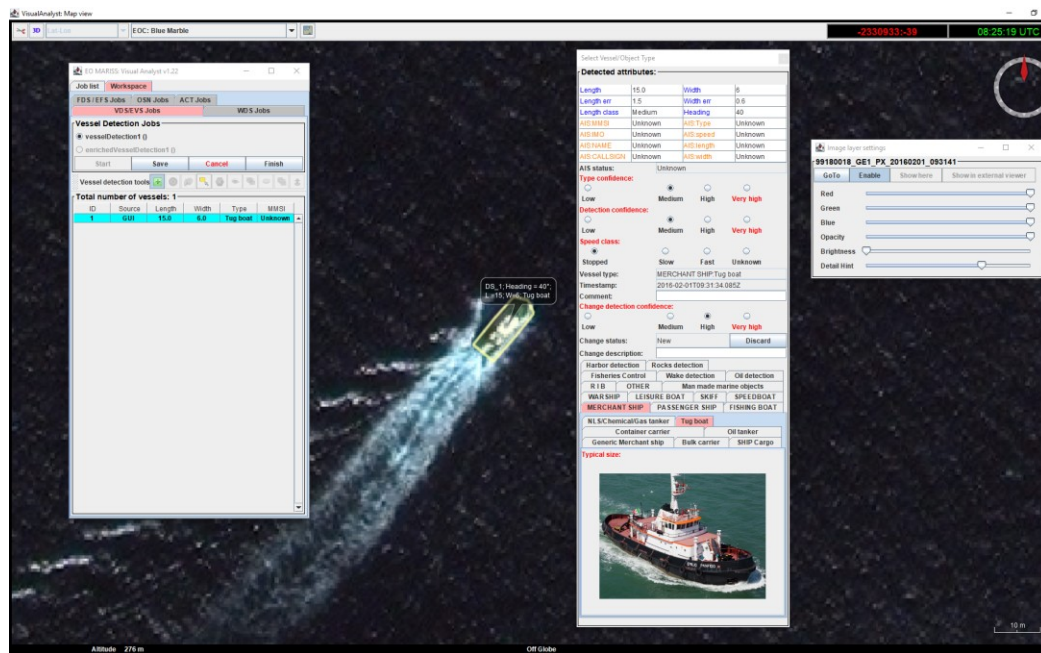 VisualAnalyst: Map view
3D Lat-Lon EOC: Blue Marble
-2330933:-39 08:25:19 UTC
EO MARISS: Visual Analyst v1.22
Job list Workspace
FDS / EFS Jobs OSN Jobs ACT Jobs
VDS/EVS Jobs WDS Jobs
Vessel Detection Jobs
vesselDetection1 ()
enrichedVesselDetection1 ()
Start Save Cancel Finish
Vessel detection tools
Total number of vessels: 1
ID Source Length Width Type MMSI
1 GUI 15.0 6.0 Tug boat Unknown
DS_1; Heading = 40°;
Tug boat
Select Vessel/Object Type
Detected attributes:
Length 15.0 Width 6
Length err 1.5 Width err 0.6
Length class Medium Heading 40
AIS:MMSI Unknown AIS:Type Unknown
AIS:IMO Unknown AIS:speed Unknown
AIS:NAME Unknown AIS:length Unknown
AIS:CALLSIGN Unknown AIS:width Unknown
AIS status: Unknown
Type confidence:
Low Medium High Very high
Detection confidence:
Low Medium High Very high
Speed class:
Stopped Slow Fast Unknown
Vessel type: MERCHANT SHIP:Tug boat
Timestamp: 2016-02-01T09:31:34.085Z
Comment:
Change detection confidence:
Low Medium High Very high
Change status: New Discard
Change description:
Harbor detection Rocks detection
Fisheries Control Wake detection Oil detection
R I B OTHER Man made marine objects
WARSHIP LEISURE BOAT SKIFF SPEEDBOAT
MERCHANT SHIP PASSENGER SHIP FISHING BOAT
NLS/Chemical/Gas tanker Tug boat
Container carrier Oil tanker
Generic Merchant ship Bulk carrier SHIP Cargo
Typical size:
Image layer settings
99180018_GE1_PX_20160201_093141
GoTo Enable Show here Show in external viewer
Red
Green
Blue
Opacity
Brightness
Detail Hint
10 m
Altitude 276 m Off Globe